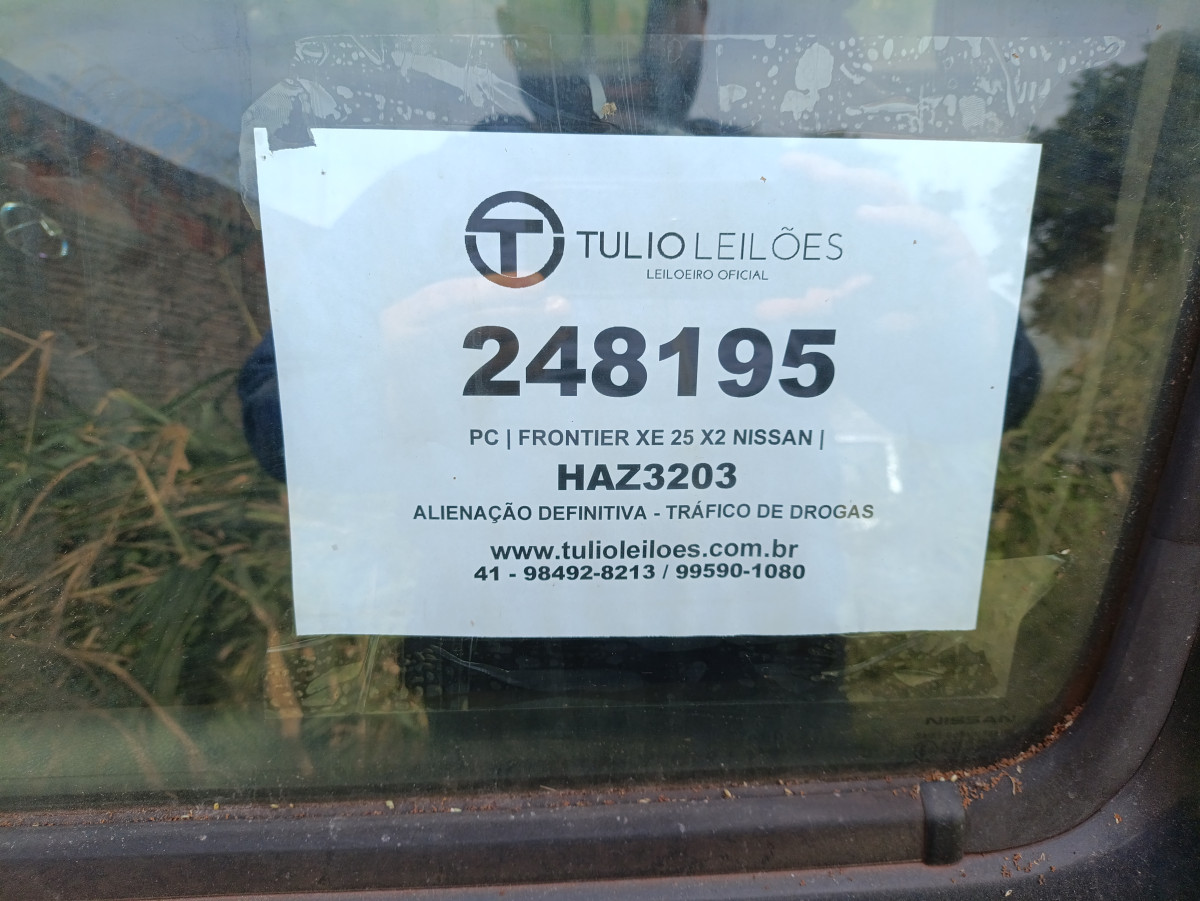 T TULIO LEILÕES
LEILOEIRO OFICIAL
248195
PC | FRONTIER XE 25 X2 NISSAN |
HAZ3203
ALIENAÇÃO DEFINITIVA - TRÁFICO DE DROGAS
www.tulioleiloes.com.br
41 - 98492-8213 / 99590-1080
NISSAN